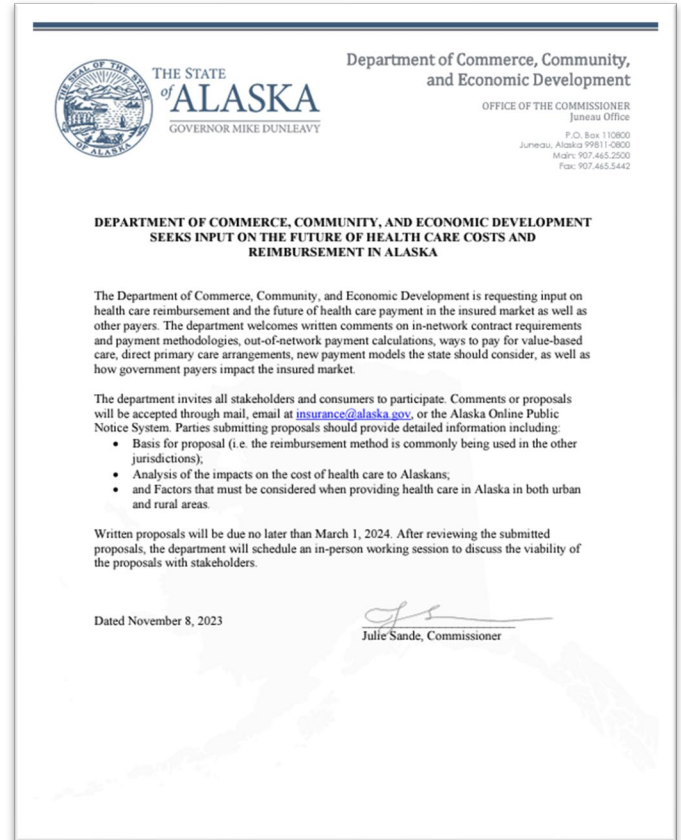 THE STATE
of ALASKA
GOVERNOR MIKE DUNLEAVY
Department of Commerce, Community,
and Economic Development
OFFICE OF THE COMMISSIONER
Juneau Office
P.O. Box 110800
Juneau, Alaska 99811-0800
Main: 907.465.2500
Fax: 907.465.5442
DEPARTMENT OF COMMERCE, COMMUNITY, AND ECONOMIC DEVELOPMENT
SEEKS INPUT ON THE FUTURE OF HEALTH CARE COSTS AND
REIMBURSEMENT IN ALASKA
The Department of Commerce, Community, and Economic Development is requesting input on
health care reimbursement and the future of health care payment in the insured market as well as
other payers. The department welcomes written comments on in-network contract requirements
and payment methodologies, out-of-network payment calculations, ways to pay for value-based
care, direct primary care arrangements, new payment models the state should consider, as well as
how government payers impact the insured market.
The department invites all stakeholders and consumers to participate. Comments or proposals
will be accepted through mail, email at insurance@alaska.gov, or the Alaska Online Public
Notice System. Parties submitting proposals should provide detailed information including:
• Basis for proposal (i.e. the reimbursement method is commonly being used in the other
jurisdictions);
• Analysis of the impacts on the cost of health care to Alaskans;
• and Factors that must be considered when providing health care in Alaska in both urban
and rural areas.
Written proposals will be due no later than March 1, 2024. After reviewing the submitted
proposals, the department will schedule an in-person working session to discuss the viability of
the proposals with stakeholders.
Dated November 8, 2023
Julie Sande, Commissioner
THE SEAL OF THE STATE
OF ALASKA